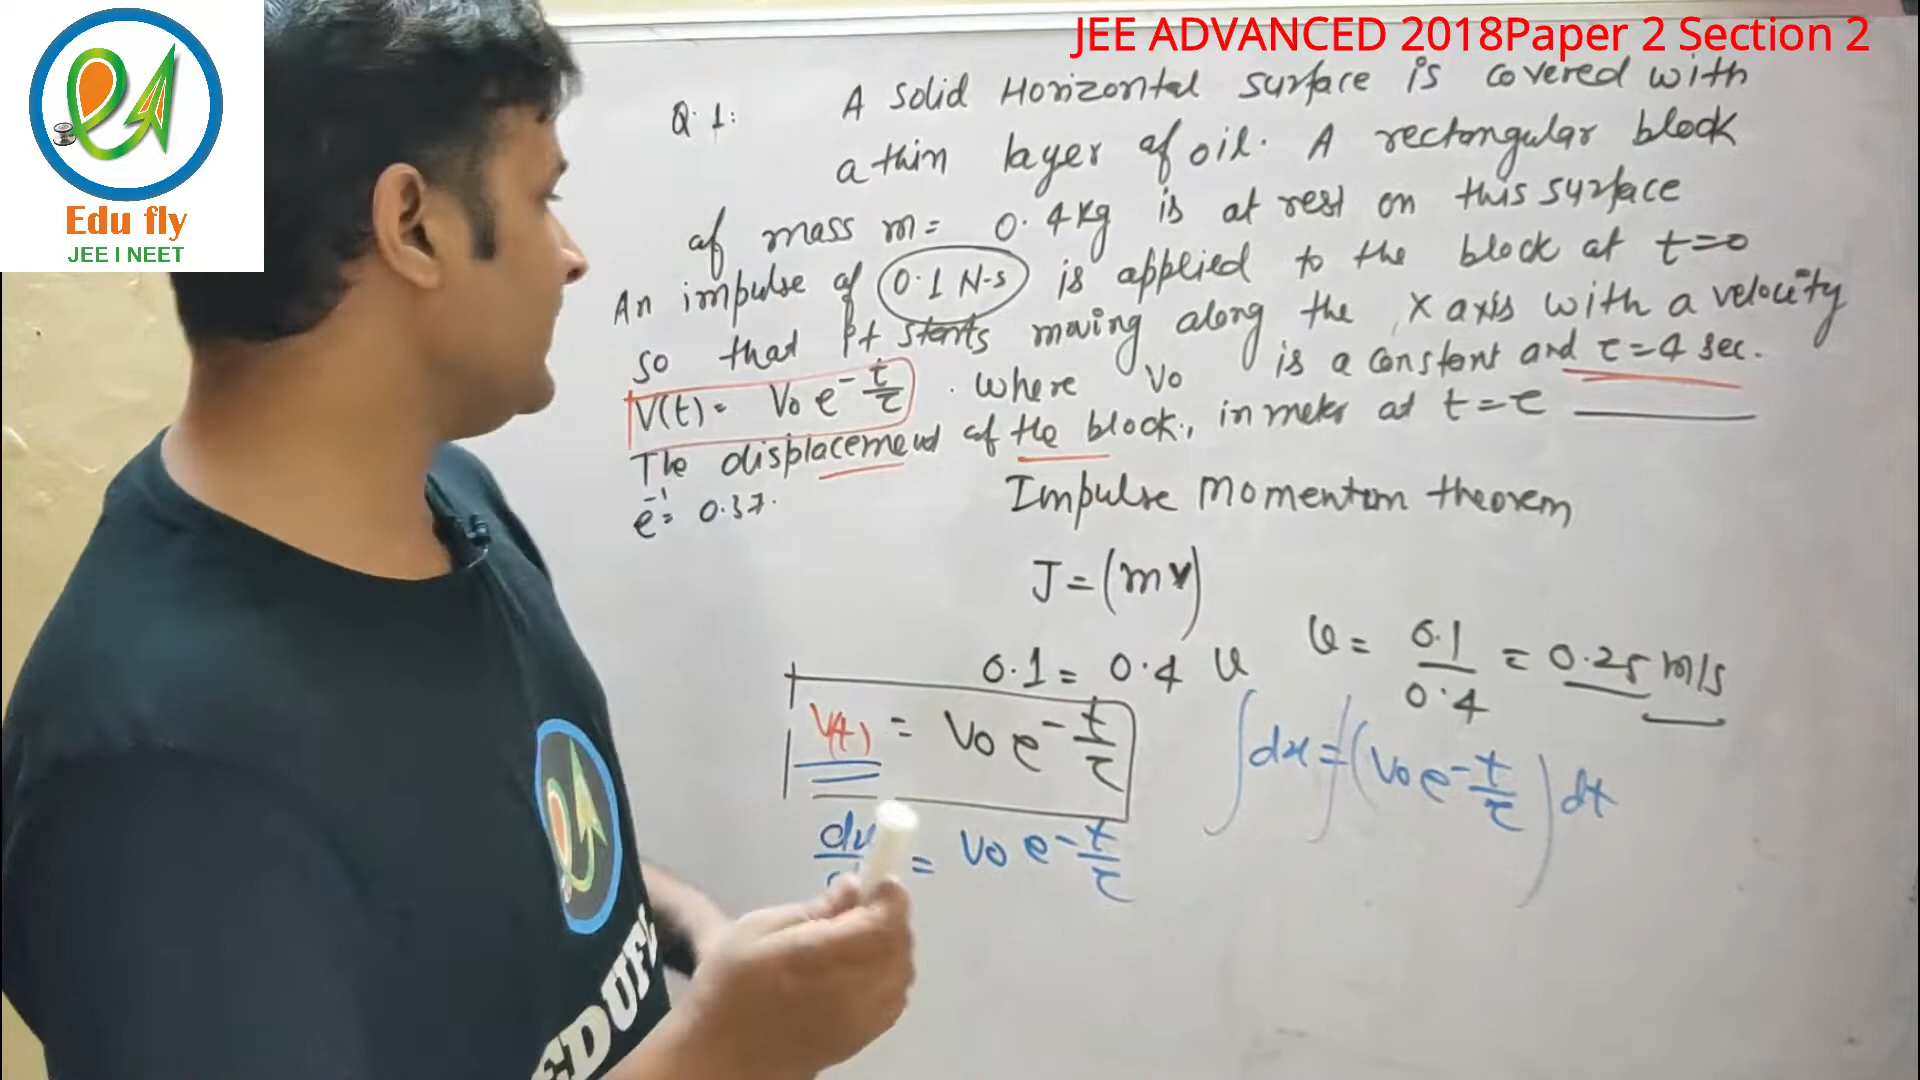 JEE ADVANCED 2018Paper 2 Section 2
Edu fly
JEE I NEET
Q. 1: A solid Horizontal surface is covered with
a thin layer of oil. A rectangular block
of mass m = 0.4 Kg is at rest on this surface
An impulse of 0.1 N-s is applied to the block at t=0
so that it starts moving along the X axis with a velocity
V(t) = V0 e^-t/τ . where V0 is a constant and τ = 4 sec.
The displacement of the block, in meter at t = τ ____
e^-1 = 0.37.
Impulse Momentum theorem
J = (mv)
0.1 = 0.4 v v = 0.1/0.4 = 0.25 m/s
V(t) = V0 e^-t/τ
∫dx = ∫(V0 e^-t/τ) dt
= V0 e^-t/τ
EDUFL